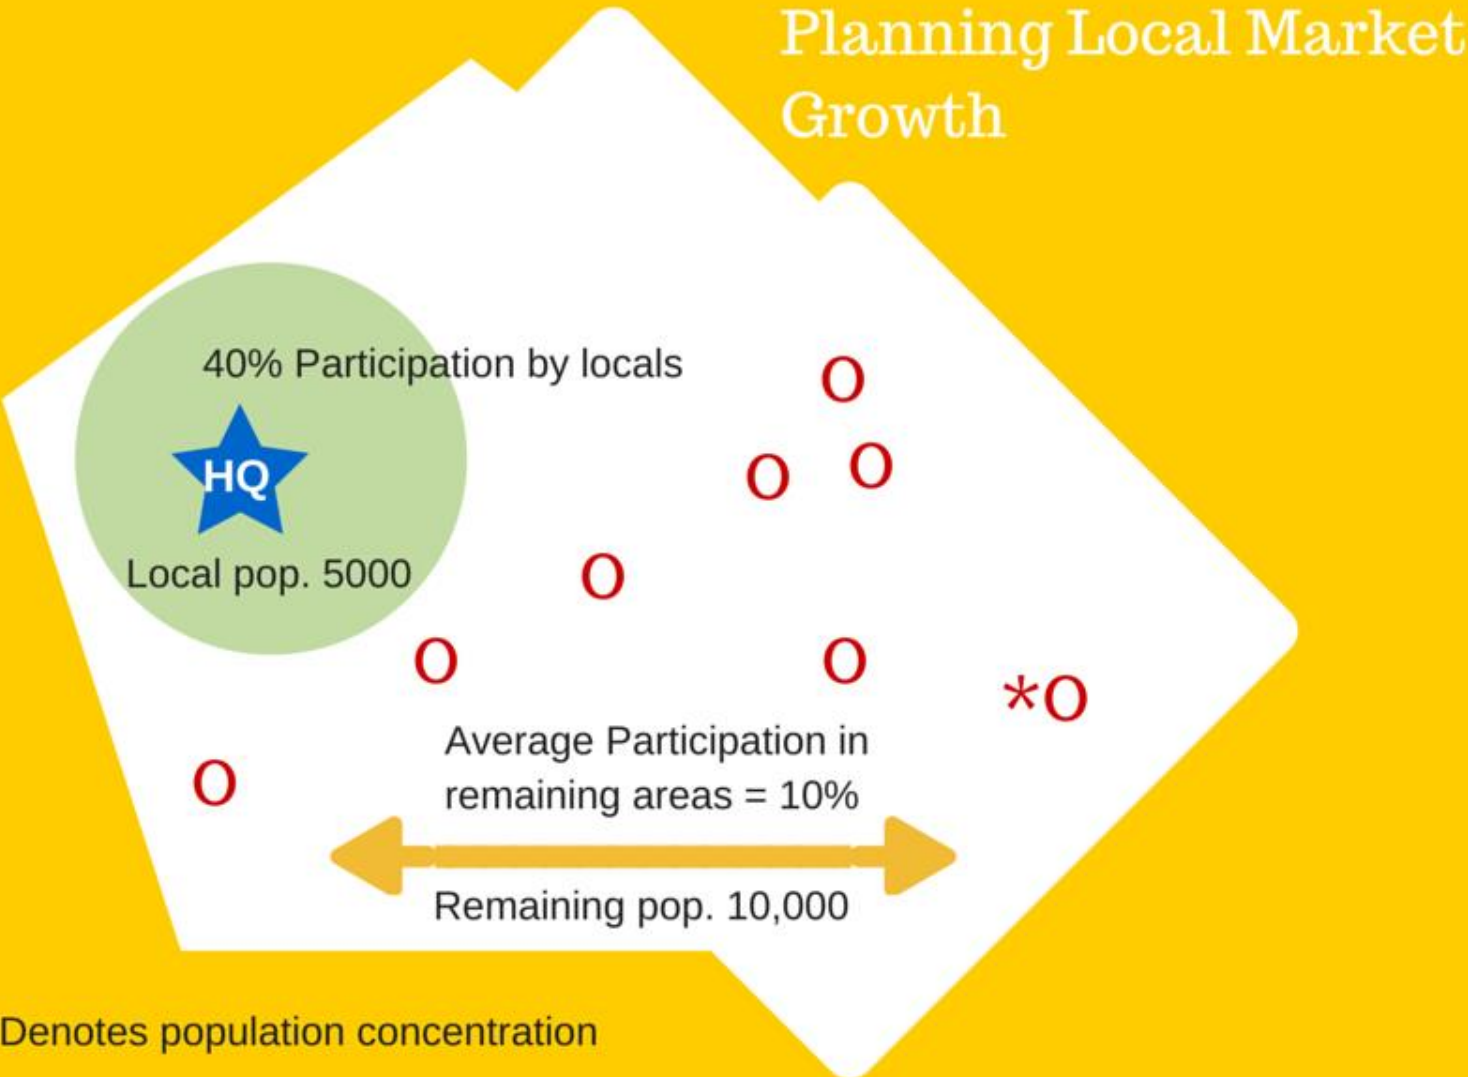 Planning Local Market
Growth
40% Participation by locals
O
HQ
O
O
Local pop. 5000
O
O
O
*O
Average Participation in
remaining areas = 10%
O
Remaining pop. 10,000
Denotes population concentration